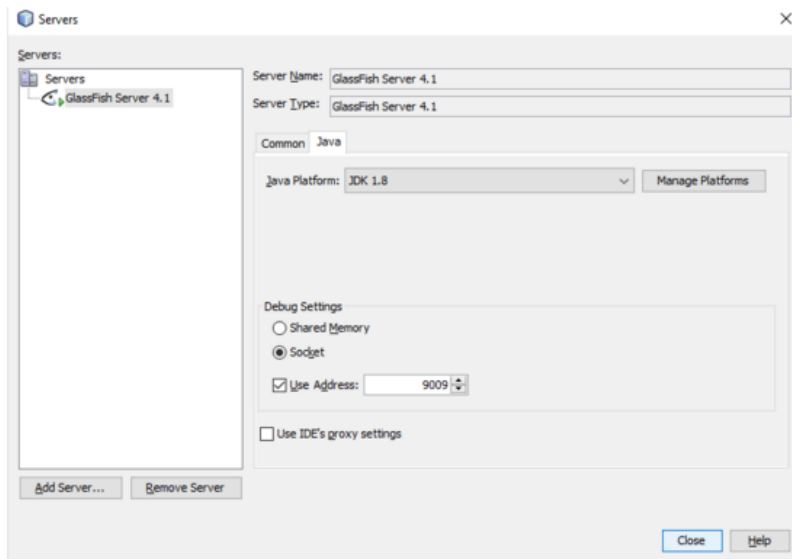 Servers
Servers:
Servers
GlassFish Server 4.1
Server Name: GlassFish Server 4.1
Server Type: GlassFish Server 4.1
Common Java
Java Platform: JDK 1.8 Manage Platforms
Debug Settings
Shared Memory
Socket
Use Address: 9009
Use IDE's proxy settings
Add Server... Remove Server
Close Help